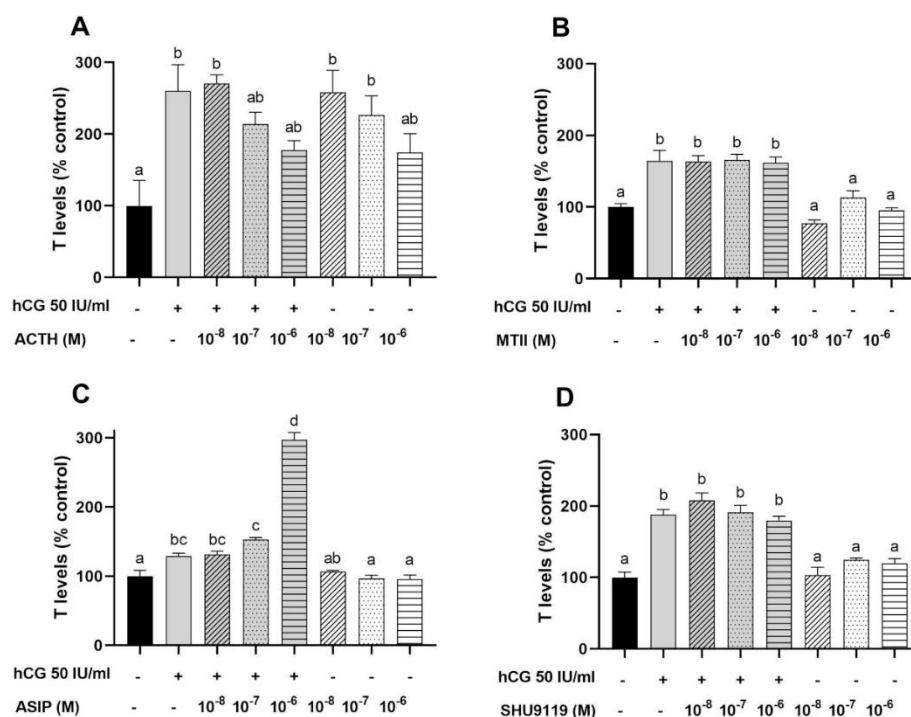 A
T levels (% control)
300
200
100
0
a b b ab ab b b ab
hCG 50 IU/ml - + + + + - - -
ACTH (M) - - 10⁻⁸ 10⁻⁷ 10⁻⁶ 10⁻⁸ 10⁻⁷ 10⁻⁶
B
T levels (% control)
300
200
100
0
a b b b b a a a
hCG 50 IU/ml - + + + + - - -
MTII (M) - - 10⁻⁸ 10⁻⁷ 10⁻⁶ 10⁻⁸ 10⁻⁷ 10⁻⁶
C
T levels (% control)
300
200
100
0
a bc bc c d ab a a
hCG 50 IU/ml - + + + + - - -
ASIP (M) - - 10⁻⁸ 10⁻⁷ 10⁻⁶ 10⁻⁸ 10⁻⁷ 10⁻⁶
D
T levels (% control)
300
200
100
0
a b b b b a a a
hCG 50 IU/ml - + + + + - - -
SHU9119 (M) - - 10⁻⁸ 10⁻⁷ 10⁻⁶ 10⁻⁸ 10⁻⁷ 10⁻⁶